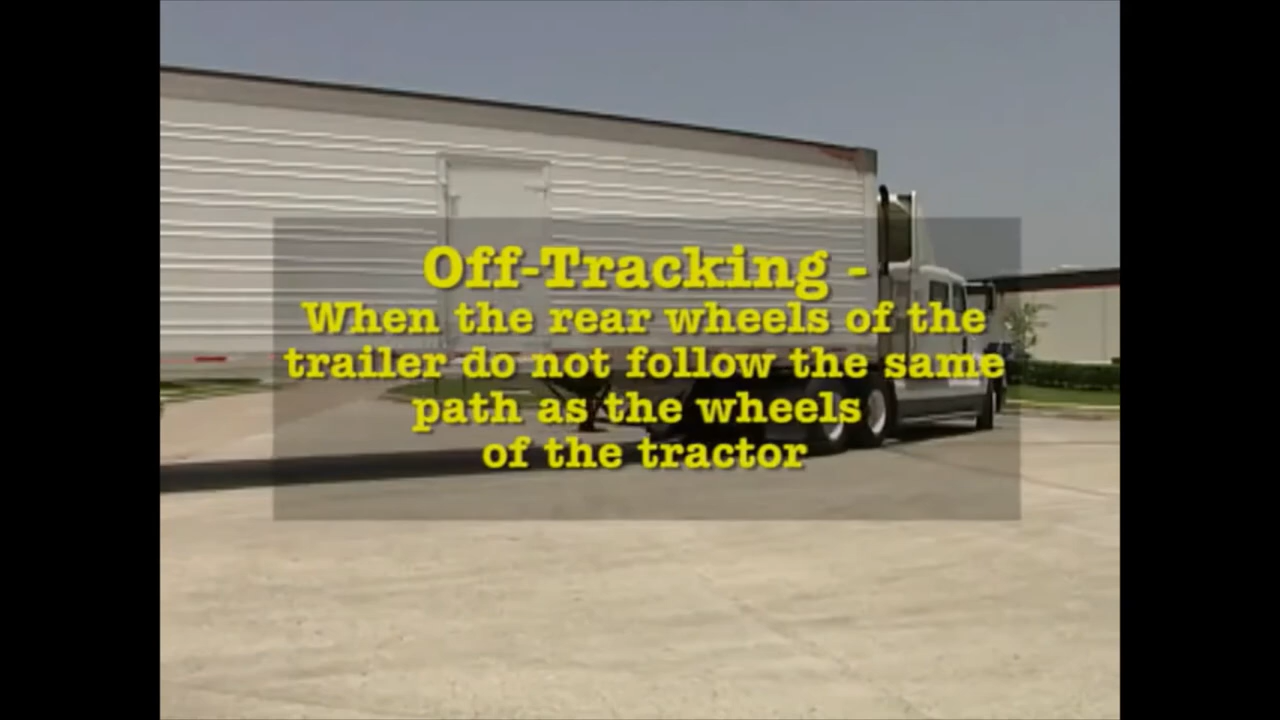 Off-Tracking -
When the rear wheels of the
trailer do not follow the same
path as the wheels
of the tractor